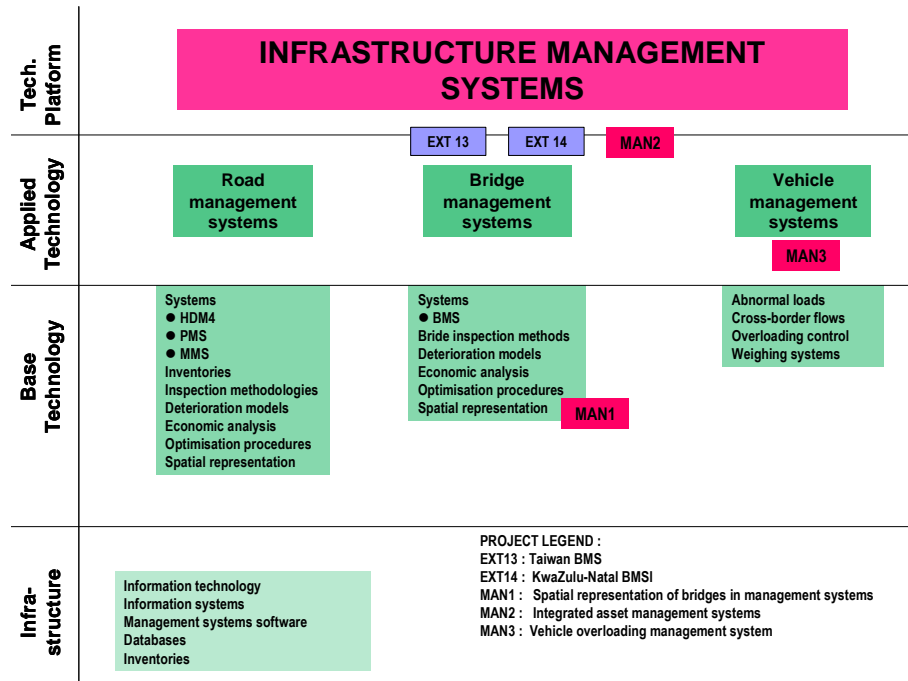 Tech.
Platform
INFRASTRUCTURE MANAGEMENT
SYSTEMS
Applied
Technology
EXT 13
EXT 14
MAN2
Road
management
systems
Bridge
management
systems
Vehicle
management
systems
MAN3
Base
Technology
Systems
● HDM4
● PMS
● MMS
Inventories
Inspection methodologies
Deterioration models
Economic analysis
Optimisation procedures
Spatial representation
Systems
● BMS
Bride inspection methods
Deterioration models
Economic analysis
Optimisation procedures
Spatial representation
MAN1
Abnormal loads
Cross-border flows
Overloading control
Weighing systems
Infra-
structure
Information technology
Information systems
Management systems software
Databases
Inventories
PROJECT LEGEND :
EXT13 : Taiwan BMS
EXT14 : KwaZulu-Natal BMSI
MAN1 : Spatial representation of bridges in management systems
MAN2 : Integrated asset management systems
MAN3 : Vehicle overloading management system